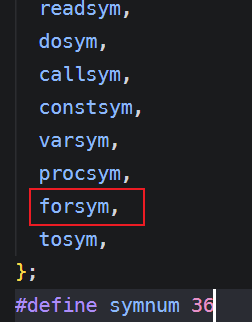 readsym,
dosym,
callsym,
constsym,
varsym,
procsym,
forsym,
tosym,
};
#define symnum 36